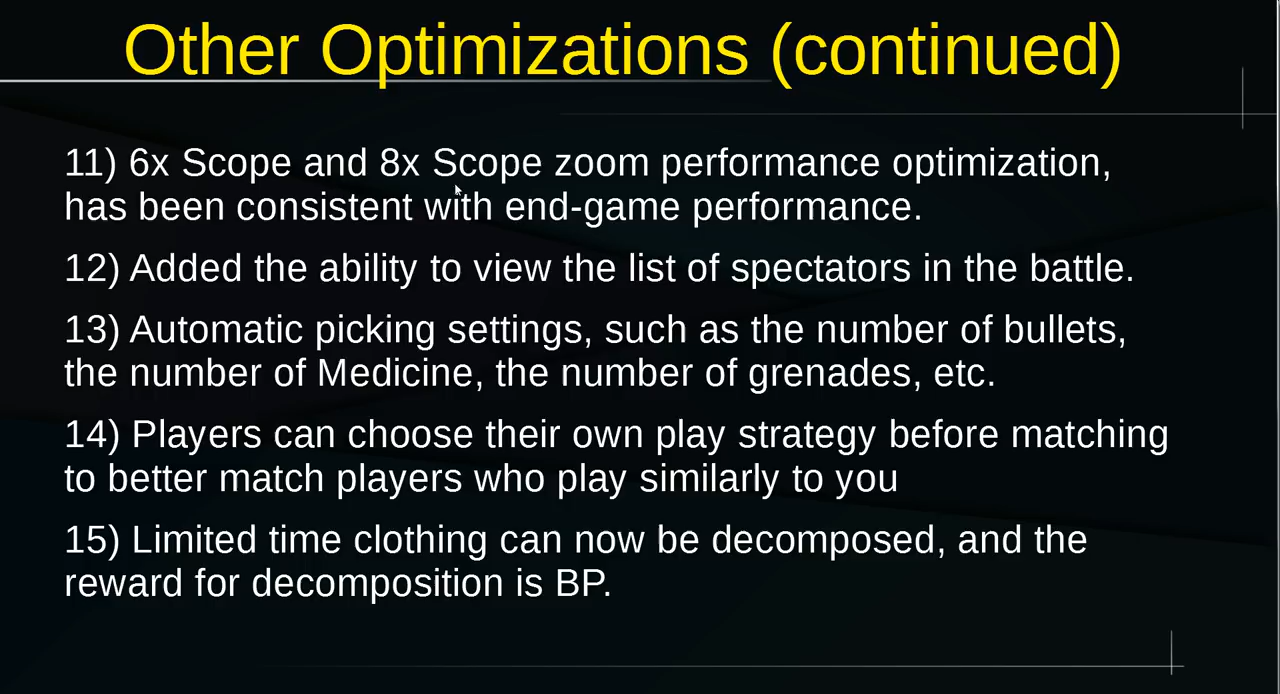 Other Optimizations (continued)
11) 6x Scope and 8x Scope zoom performance optimization,
has been consistent with end-game performance.
12) Added the ability to view the list of spectators in the battle.
13) Automatic picking settings, such as the number of bullets,
the number of Medicine, the number of grenades, etc.
14) Players can choose their own play strategy before matching
to better match players who play similarly to you
15) Limited time clothing can now be decomposed, and the
reward for decomposition is BP.